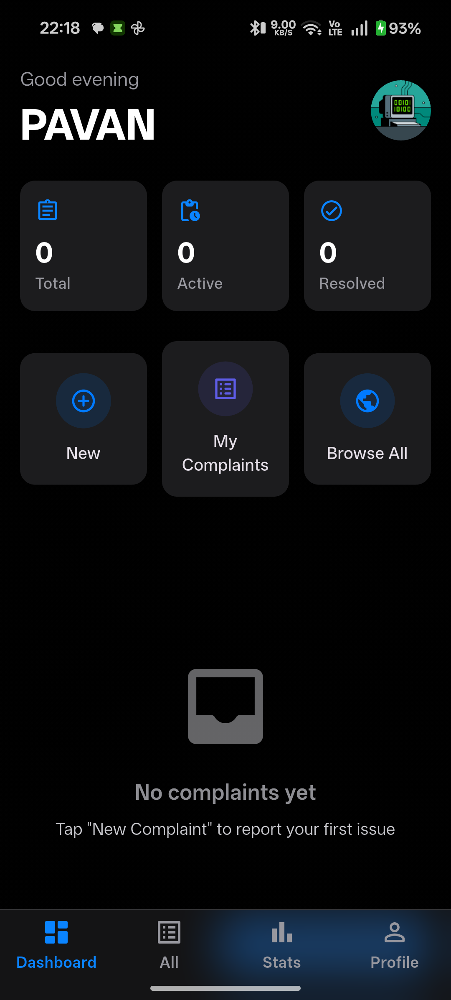 22:18
9.00
KB/S
Vo
LTE
93%
Good evening
PAVAN
00101
10100
0
Total
0
Active
0
Resolved
New
My
Complaints
Browse All
No complaints yet
Tap "New Complaint" to report your first issue
Dashboard
All
Stats
Profile